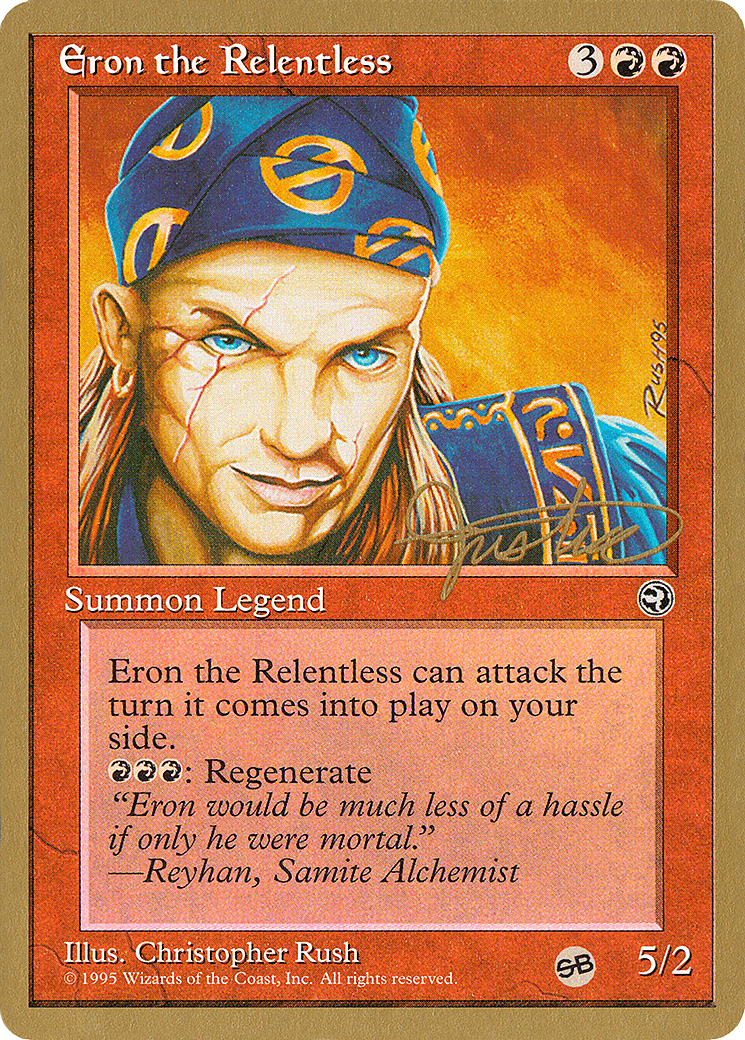 Eron the Relentless
3
RUSH95
Summon Legend
Eron the Relentless can attack the
turn it comes into play on your
side.
: Regenerate
“Eron would be much less of a hassle
if only he were mortal.”
—Reyhan, Samite Alchemist
Illus. Christopher Rush
© 1995 Wizards of the Coast, Inc. All rights reserved.
SB
5/2